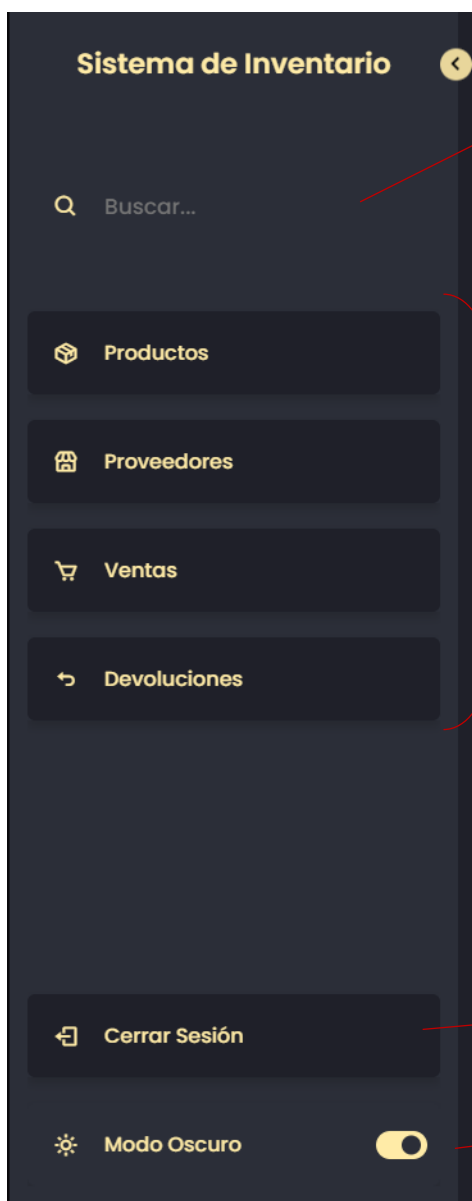 Sistema de Inventario
Buscar...
Productos
Proveedores
Ventas
Devoluciones
Cerrar Sesión
Modo Oscuro